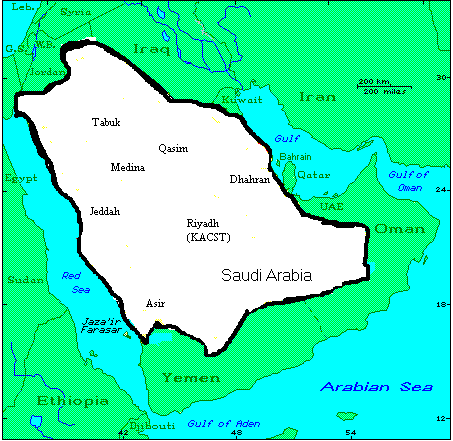 Leb.
Syria
G.S.
W.B.
Iraq
Jordan
Iran
200 km
200 miles
30
Kuwait
Tabuk
Qasim
Gulf
Medina
Bahrain
Dhahran
Qatar
Gulf of
Oman
Egypt
24
Jeddah
UAE
Riyadh
(KACST)
Oman
Saudi Arabia
Sudan
Red
Sea
Asir
18
Jaza'ir
Farasar
Yemen
Arabian Sea
Ethiopia
Djibouti
Gulf of Aden
12
42
48
54